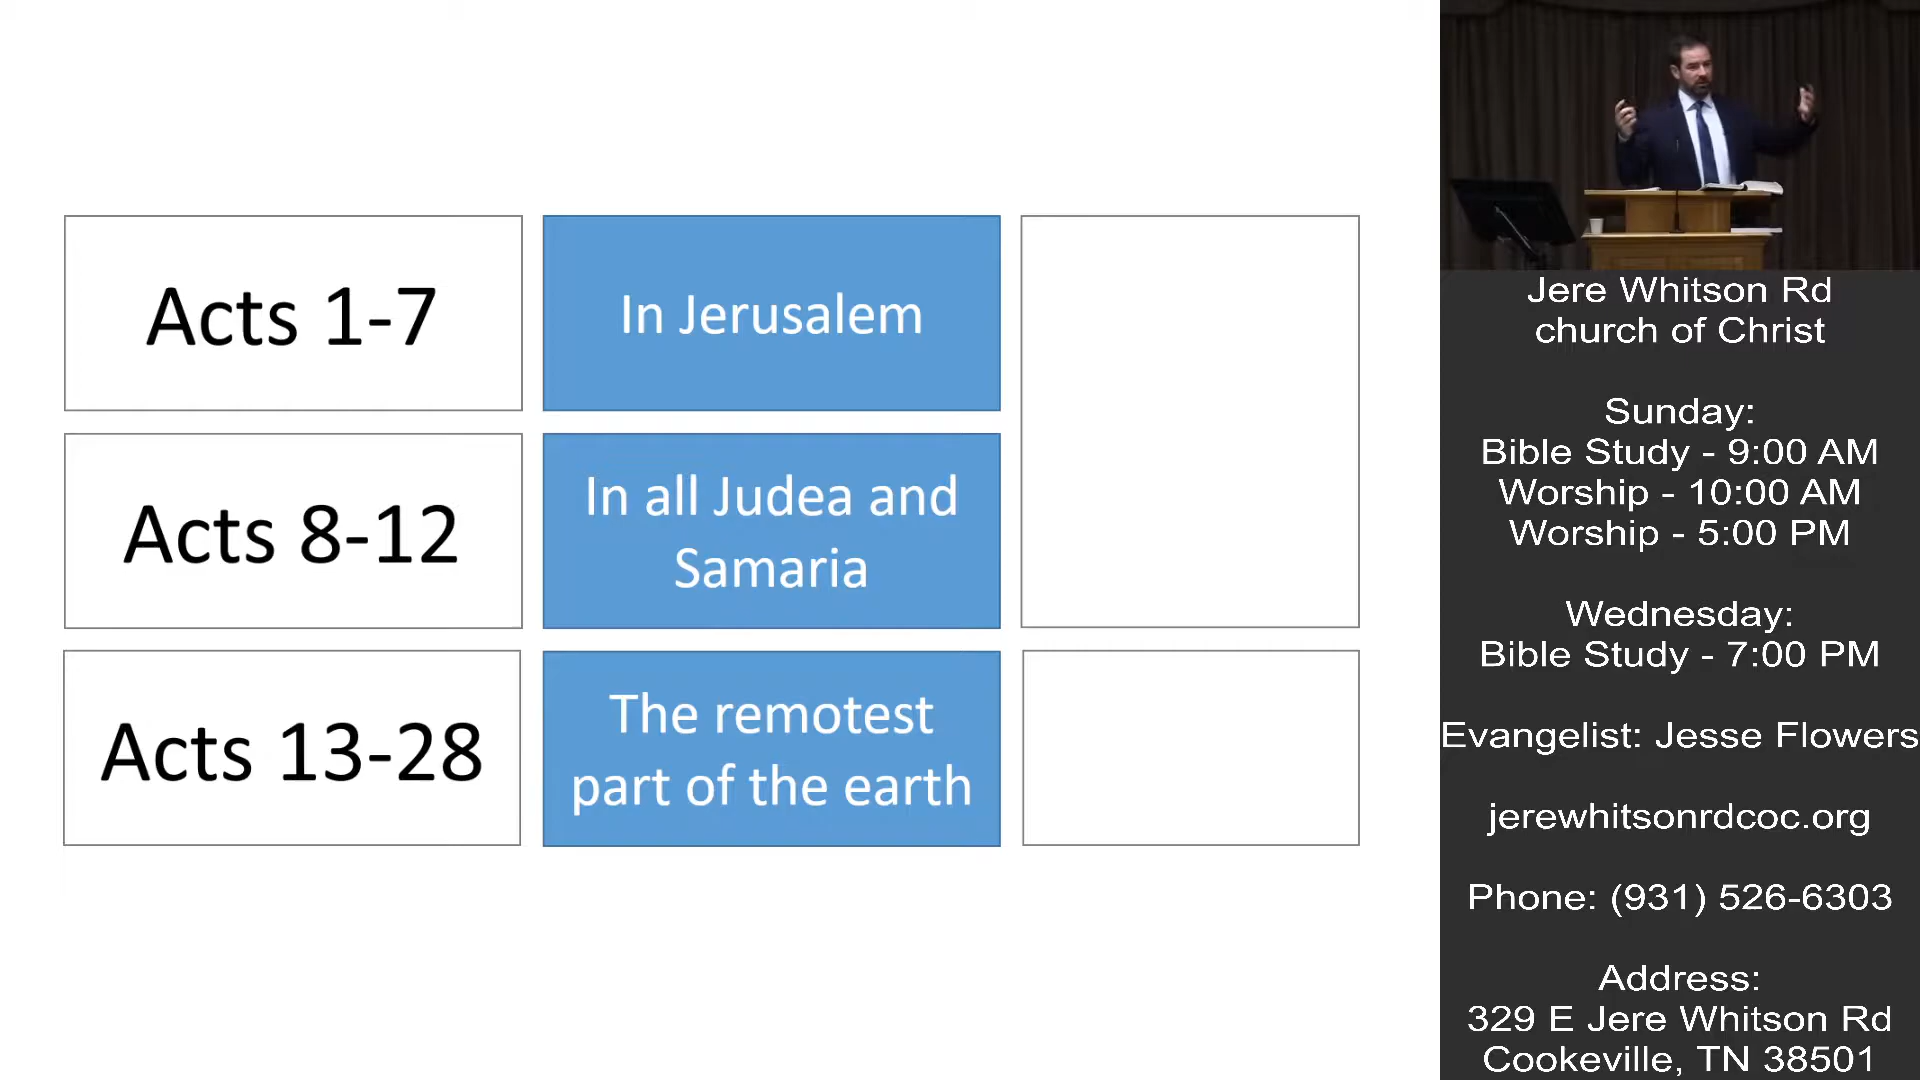 Acts 1-7
In Jerusalem
Acts 8-12
In all Judea and
Samaria
Acts 13-28
The remotest
part of the earth
Jere Whitson Rd
church of Christ
Sunday:
Bible Study - 9:00 AM
Worship - 10:00 AM
Worship - 5:00 PM
Wednesday:
Bible Study - 7:00 PM
Evangelist: Jesse Flowers
jerewhitsonrdcoc.org
Phone: (931) 526-6303
Address:
329 E Jere Whitson Rd
Cookeville, TN 38501